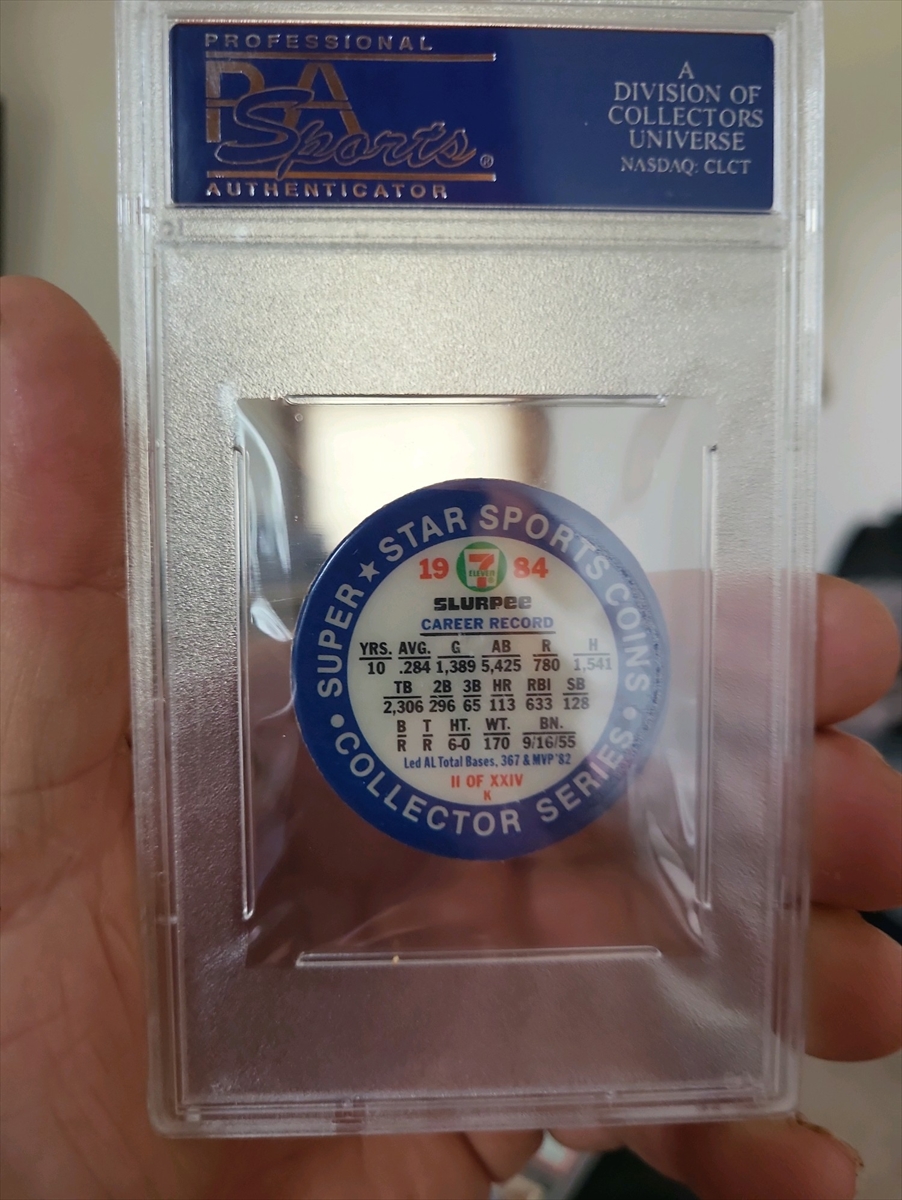 PROFESSIONAL
PSA
Sports®
AUTHENTICATOR
A
DIVISION OF
COLLECTORS
UNIVERSE
NASDAQ: CLCT
SUPER ★ STAR SPORTS COINS •
COLLECTOR SERIES •
19 7 ELEVEN 84
SLURPEE
CAREER RECORD
YRS. AVG. G AB R H
10 .284 1,389 5,425 780 1,541
TB 2B 3B HR RBI SB
2,306 296 65 113 633 128
B T HT. WT. BN.
R R 6-0 170 9/16/55
Led AL Total Bases, 367 & MVP '82
II OF XXIV
K